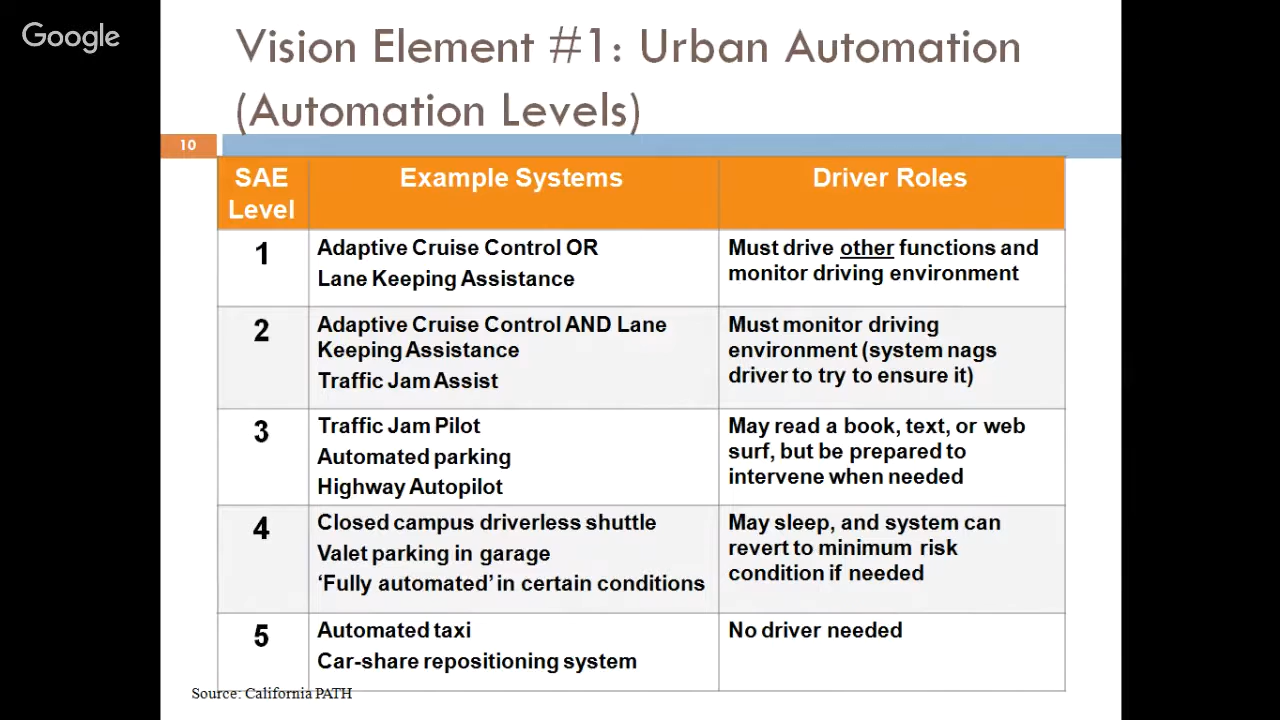 Google
Vision Element #1: Urban Automation
(Automation Levels)
10
SAE
Level
Example Systems
Driver Roles
1
Adaptive Cruise Control OR
Lane Keeping Assistance
Must drive other functions and
monitor driving environment
2
Adaptive Cruise Control AND Lane
Keeping Assistance
Traffic Jam Assist
Must monitor driving
environment (system nags
driver to try to ensure it)
3
Traffic Jam Pilot
Automated parking
Highway Autopilot
May read a book, text, or web
surf, but be prepared to
intervene when needed
4
Closed campus driverless shuttle
Valet parking in garage
‘Fully automated’ in certain conditions
May sleep, and system can
revert to minimum risk
condition if needed
5
Automated taxi
Car-share repositioning system
No driver needed
Source: California PATH